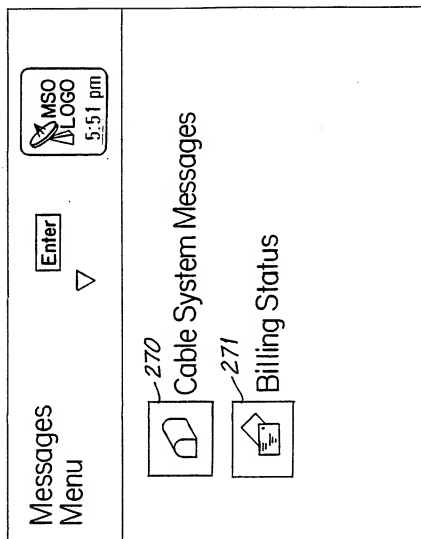 Messages
Menu
Enter
MSO
LOGO
5:51 pm
270
Cable System Messages
271
Billing Status